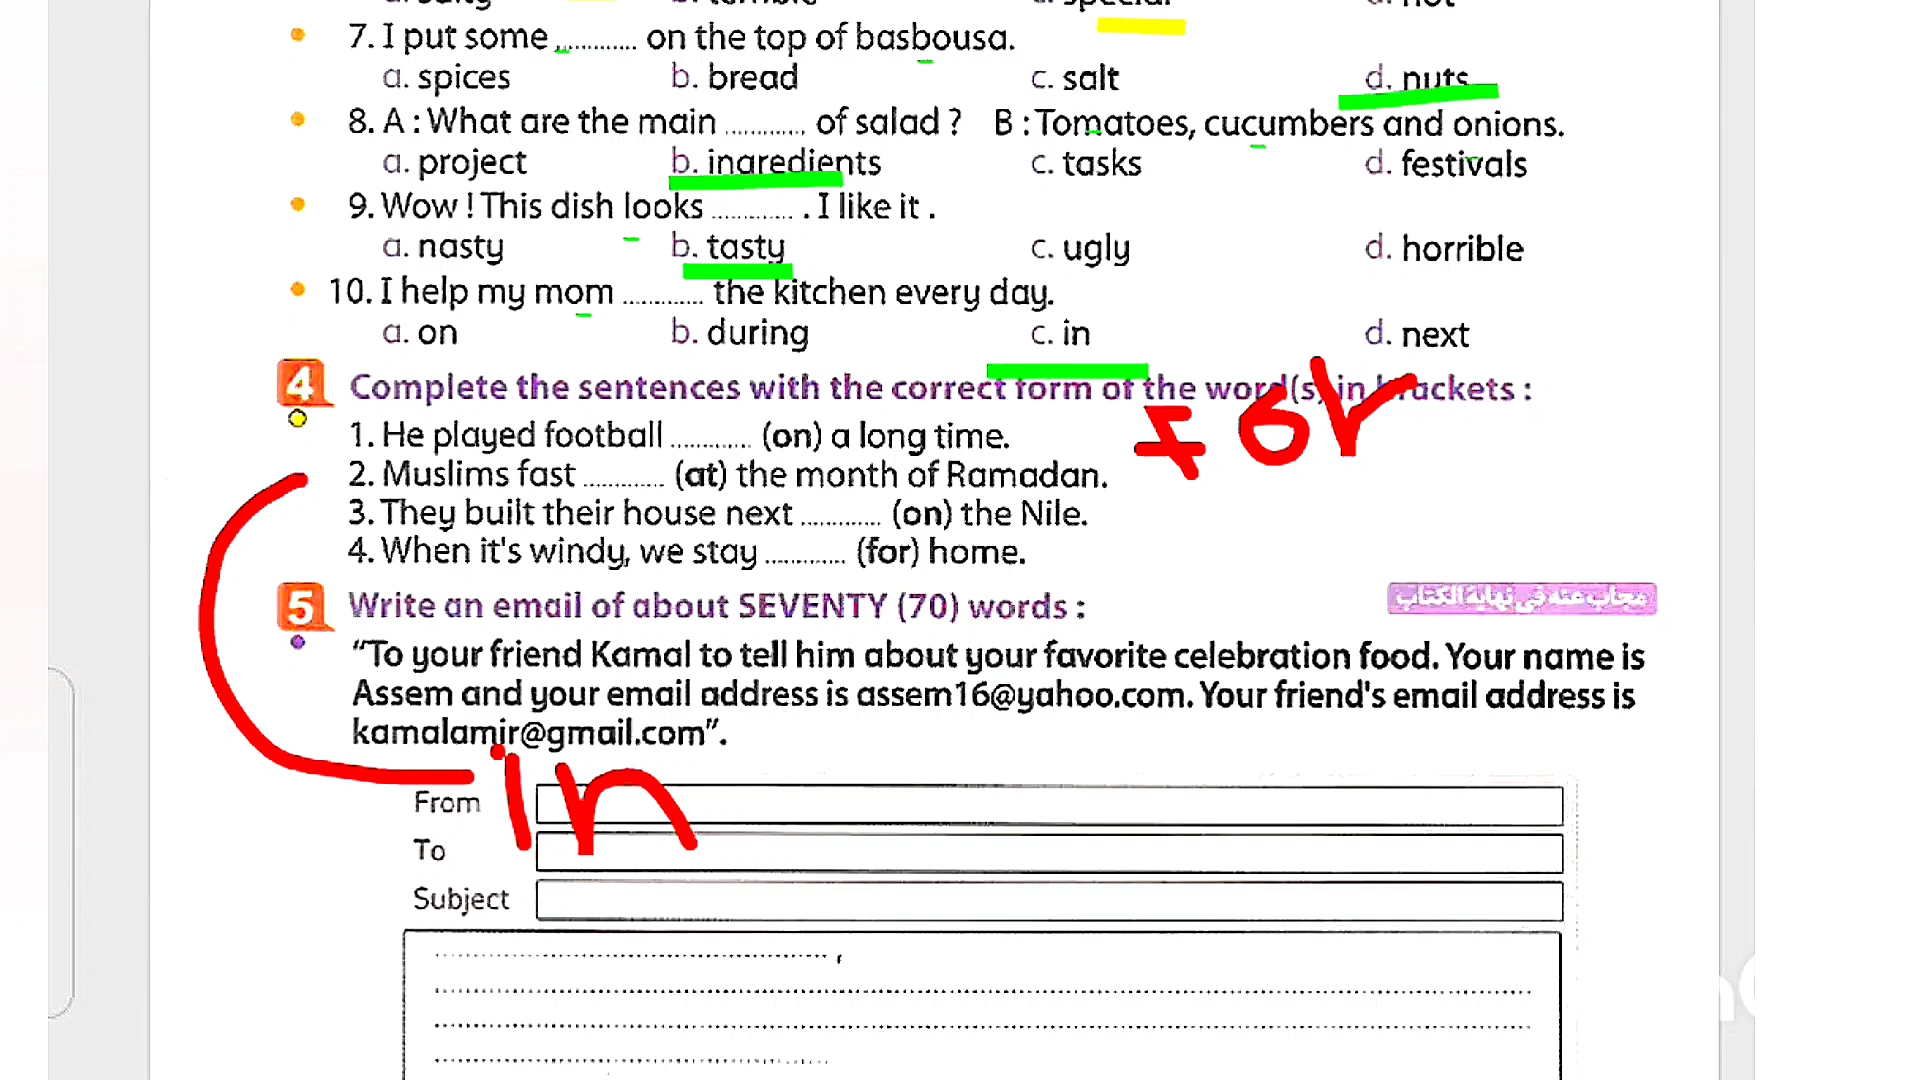 7. I put some ............ on the top of basbousa.
a. spices b. bread c. salt d. nuts
8. A : What are the main ............ of salad ? B : Tomatoes, cucumbers and onions.
a. project b. ingredients c. tasks d. festivals
9. Wow ! This dish looks ............ . I like it .
a. nasty b. tasty c. ugly d. horrible
10. I help my mom ............ the kitchen every day.
a. on b. during c. in d. next
4 Complete the sentences with the correct form of the word(s) in brackets :
for
1. He played football ............ (on) a long time.
2. Muslims fast ............ (at) the month of Ramadan.
3. They built their house next ............ (on) the Nile.
4. When it's windy, we stay ............ (for) home.
5 Write an email of about SEVENTY (70) words :
مجاب عنه في نهاية الكتاب
"To your friend Kamal to tell him about your favorite celebration food. Your name is
Assem and your email address is assem16@yahoo.com. Your friend's email address is
kamalamir@gmail.com".
in
From
To
Subject